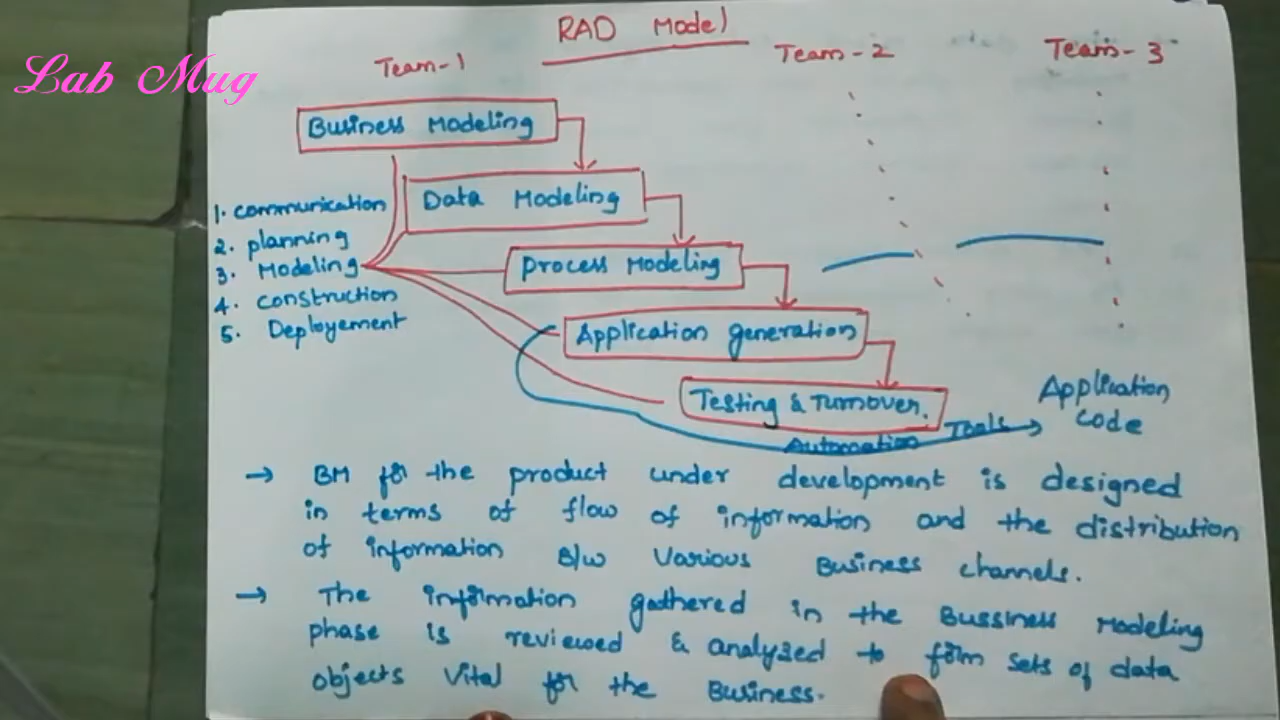 RAD Model
Lab Mug
Team-1
Team-2
Team-3
Business Modeling
Data Modeling
Process Modeling
Application generation
Testing & Turnover.
1. communication
2. planning
3. Modeling
4. construction
5. Deployement
Automation Tools
Application
code
→ BM for the product under development is designed
in terms of flow of information and the distribution
of information B/w Various Business channels.
→ The information gathered in the Bussiness Modeling
phase is reviewed & analyzed to form sets of data
objects Vital for the Business.